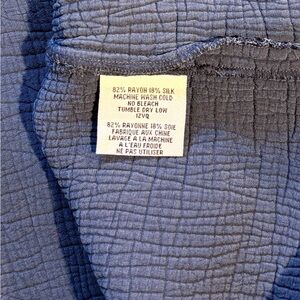 82% RAYON 18% SILK
MACHINE WASH COLD
NO BLEACH
TUMBLE DRY LOW
12VQ
82% RAYONNE 18% SOIE
FABRIQUE AUX CHINE
LAVAGE A LA MACHINE
A L'EAU FROIDE
NE PAS UTILISER